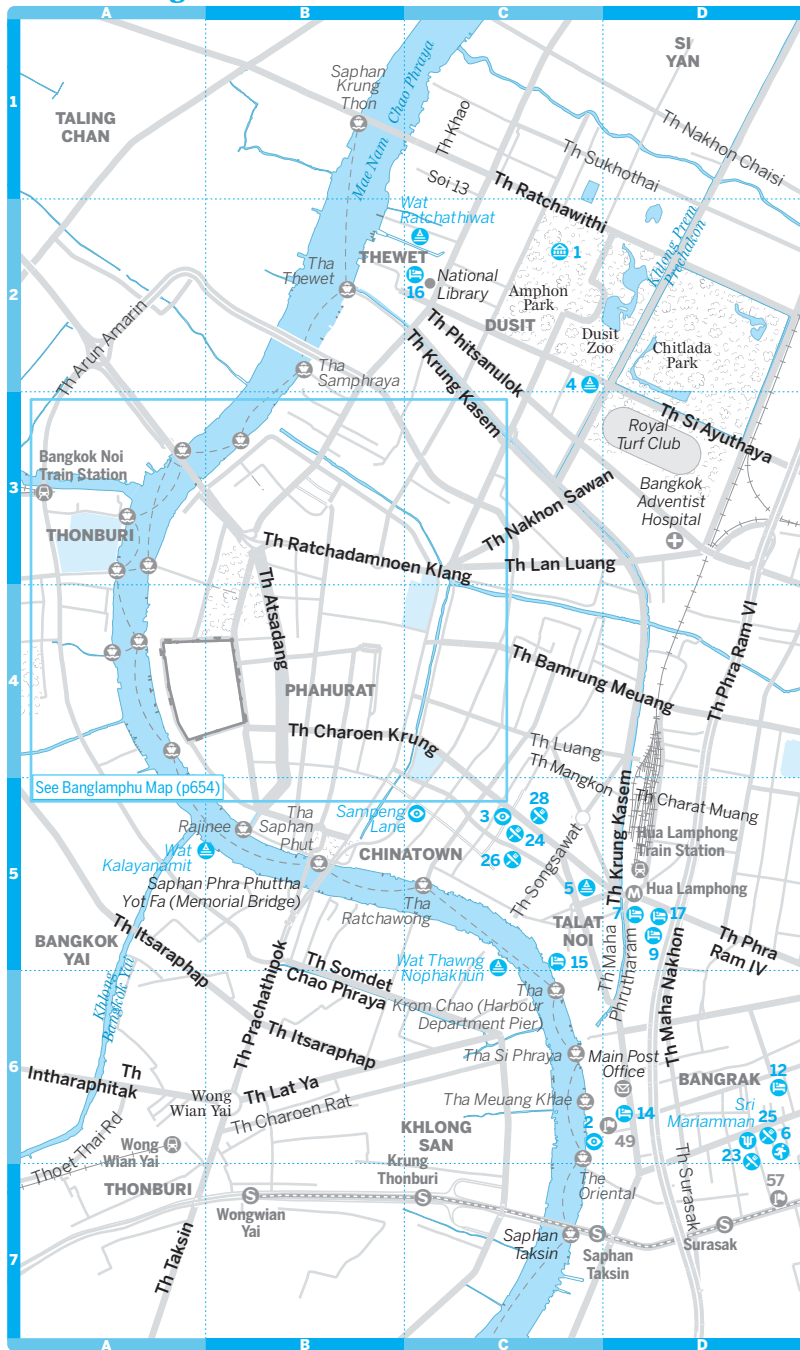 A
B
C
D
1
2
3
4
5
6
7
SI
YAN
Saphan
Krung
Thon
Mae Nam Chao Phraya
TALING
CHAN
Th Khao
Th Nakhon Chaisi
Th Sukhothai
Soi 13
Th Ratchawithi
Wat
Ratchathiwat
Khlong Prem
Prachakon
THEWET
1
Tha
Thewet
16
National
Library
Amphon
Park
DUSIT
Dusit
Zoo
Chitlada
Park
Th Arun Amarin
Th Phitsanulok
Th Krung Kasem
Tha
Samphraya
4
Th Si Ayuthaya
Royal
Turf Club
Bangkok Noi
Train Station
Bangkok
Adventist
Hospital
THONBURI
Th Nakhon Sawan
Th Ratchadamnoen Klang
Th Lan Luang
Th Atsadang
Th Phra Ram VI
Th Bamrung Meuang
PHAHURAT
Th Charoen Krung
Th Luang
Th Mangkon
See Banglamphu Map (p654)
Th Krung Kasem
Th Charat Muang
Rajinee
Tha
Saphan
Phut
Sampeng
Lane
3
28
24
26
Hua Lamphong
Train Station
Wat
Kalayanamit
CHINATOWN
Th Songsawat
5
Hua Lamphong
Saphan Phra Phuttha
Yot Fa (Memorial Bridge)
Tha
Ratchawong
7
17
9
TALAT
NOI
Th Itsaraphap
BANGKOK
YAI
Th Phra
Ram IV
Wat Thawng
Nophakhun
15
Th Maha
Phrutharam
Th Maha Nakhon
Khlong
Bangkok Yai
Th Prachathipok
Th Somdet
Chao Phraya
Tha
Krom Chao (Harbour
Department Pier)
Th Itsaraphap
Tha Si Phraya
Main Post
Office
Th
Intharaphitak
Th Lat Ya
Wong
Wian Yai
Th Charoen Rat
Tha Meuang Khae
BANGRAK
12
14
Sri
Mariamman
25
6
23
2
49
KHLONG
SAN
Thoet Thai Rd
Wong
Wian Yai
THONBURI
Krung
Thonburi
The
Oriental
Th Surasak
57
Wongwian
Yai
Saphan
Taksin
Saphan
Taksin
Surasak
Th Taksin
A
B
C
D